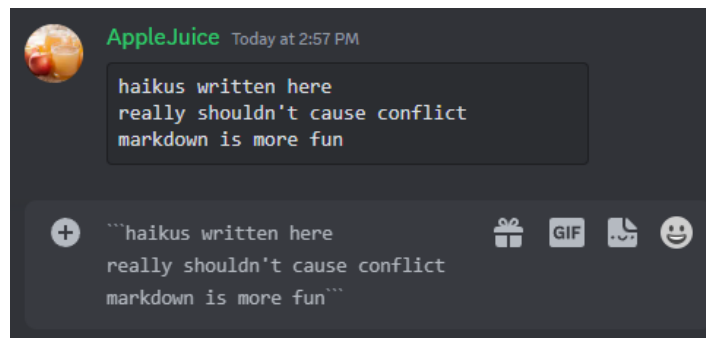 AppleJuice Today at 2:57 PM
haikus written here
really shouldn't cause conflict
markdown is more fun
```haikus written here
really shouldn't cause conflict
markdown is more fun```
GIF